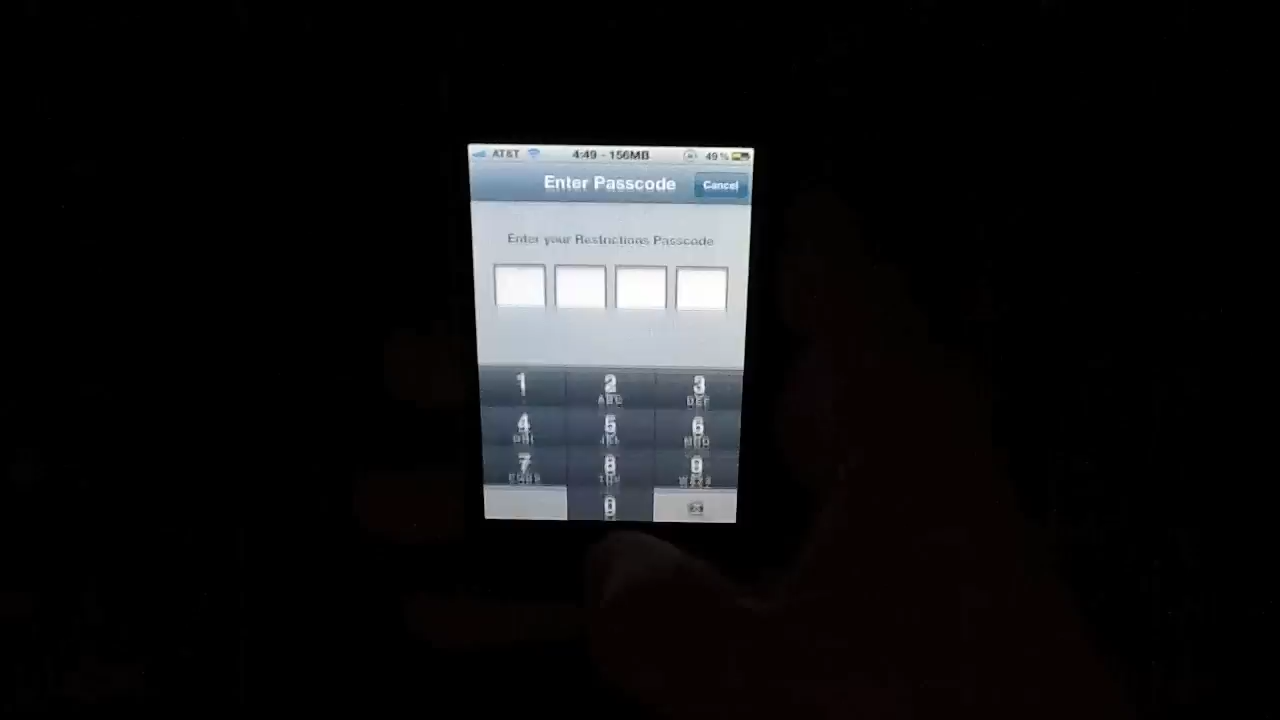 AT&T 4:49 - 156MB 49%
Enter Passcode Cancel
Enter your Restrictions Passcode
1 2 3
ABC DEF
4 5 6
GHI JKL MNO
7 8 9
PQRS TUV WXYZ
0